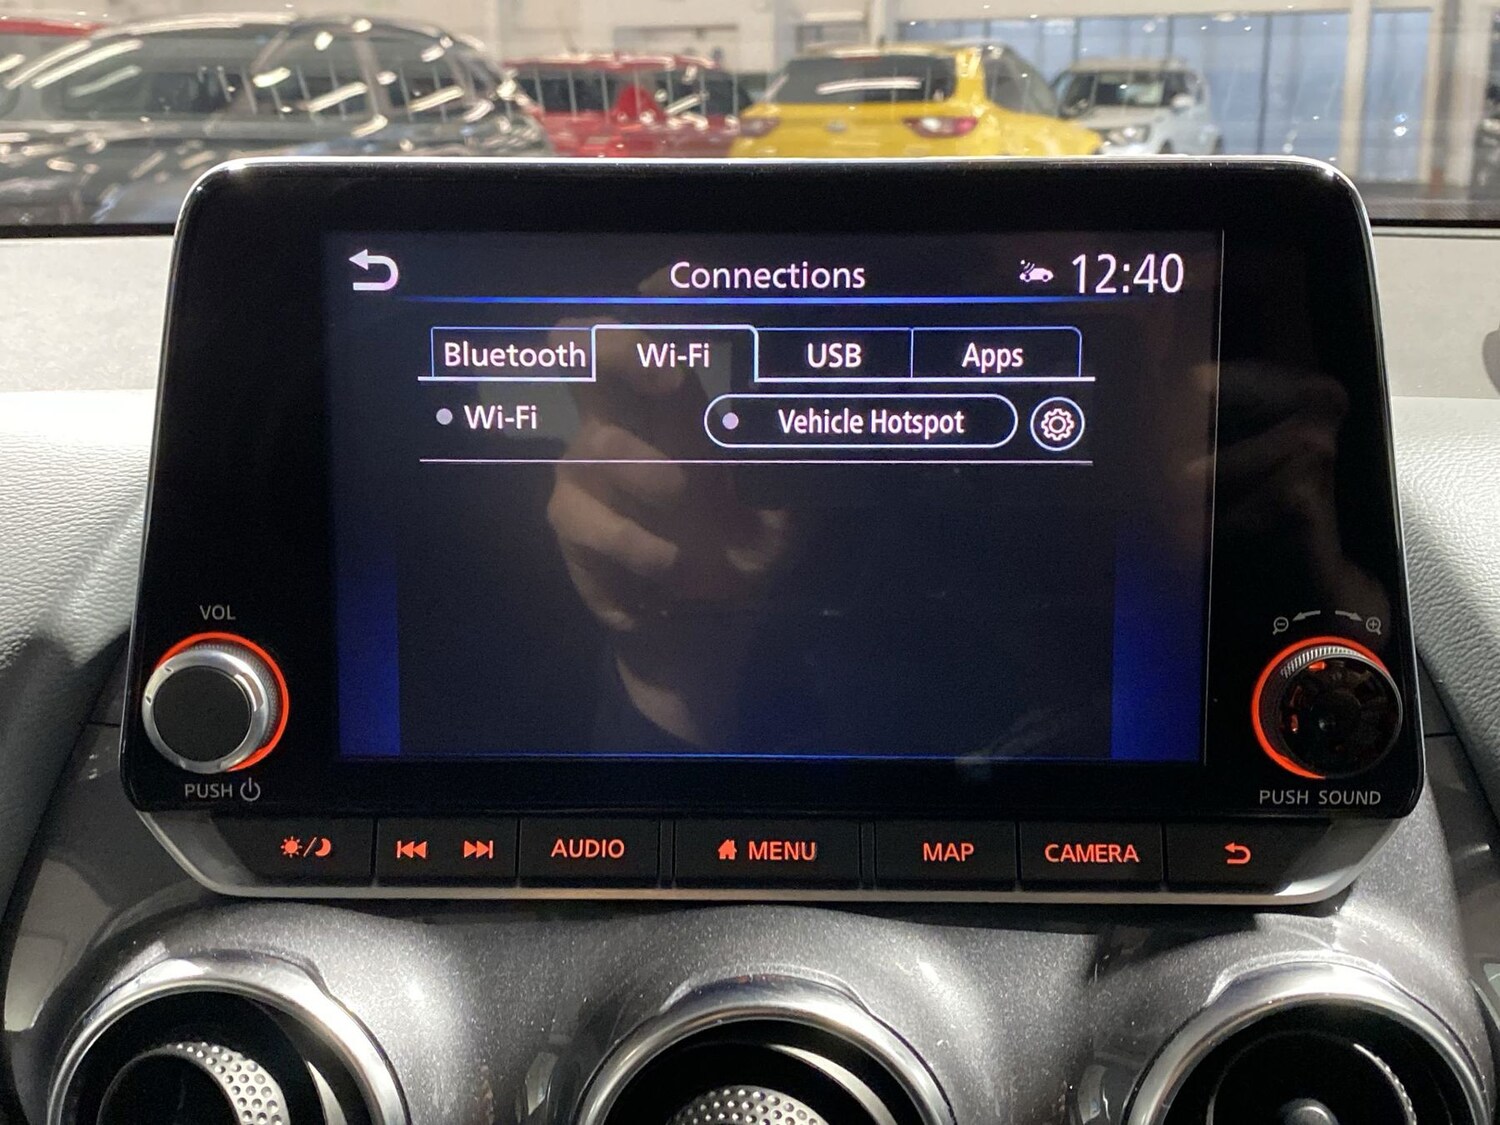 Connections 12:40
Bluetooth Wi-Fi USB Apps
Wi-Fi Vehicle Hotspot
VOL
PUSH
PUSH SOUND
AUDIO MENU MAP CAMERA